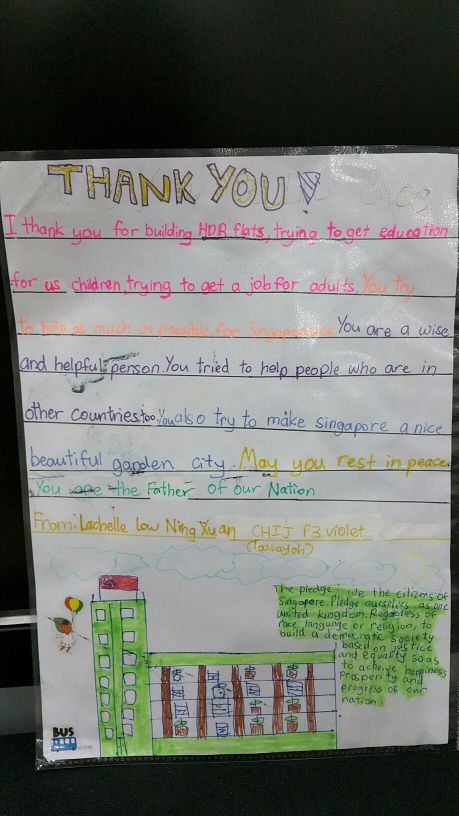 THANK YOU!
I thank you for building HDB flats, trying to get education
for us children, trying to get a job for adults. You try
to help as much as possible for Singaporeans. You are a wise
and helpful person. You tried to help people who are in
other countries too. You also try to make singapore a nice
beautiful garden city. May you rest in peace.
You are the Father of our Nation
From: Lachelle Low Ning Xuan CHIJ P3 violet
(Toa Payoh)
The pledge We the citizens of
Singapore Pledge ourselves as one
United kingdom. Regardless of
race language or religion, to
build a democratic society
based on justice
and equality so as
to achieve happiness
prosperity and
progress of our
nation
BUS